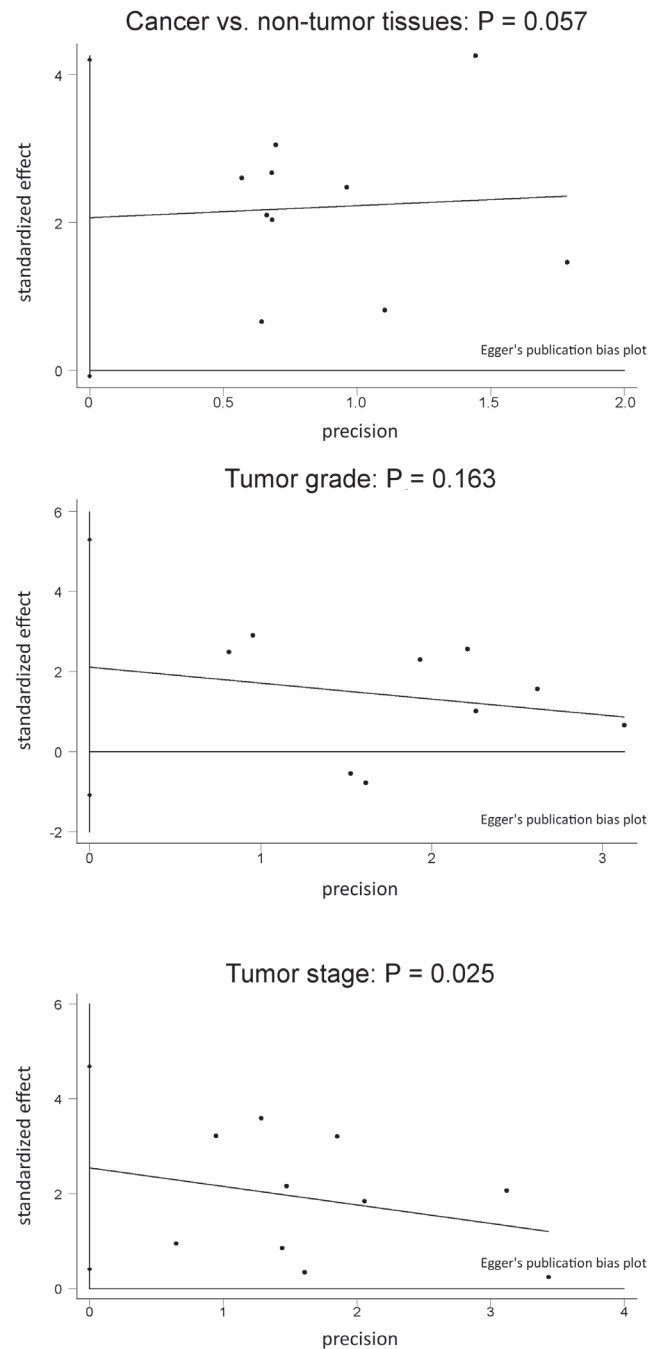 Cancer vs. non-tumor tissues: P = 0.057
4
2
0
standardized effect
Egger's publication bias plot
0
0.5
1.0
1.5
2.0
precision
Tumor grade: P = 0.163
6
4
2
0
-2
standardized effect
Egger's publication bias plot
0
1
2
3
precision
Tumor stage: P = 0.025
6
4
2
0
standardized effect
Egger's publication bias plot
0
1
2
3
4
precision